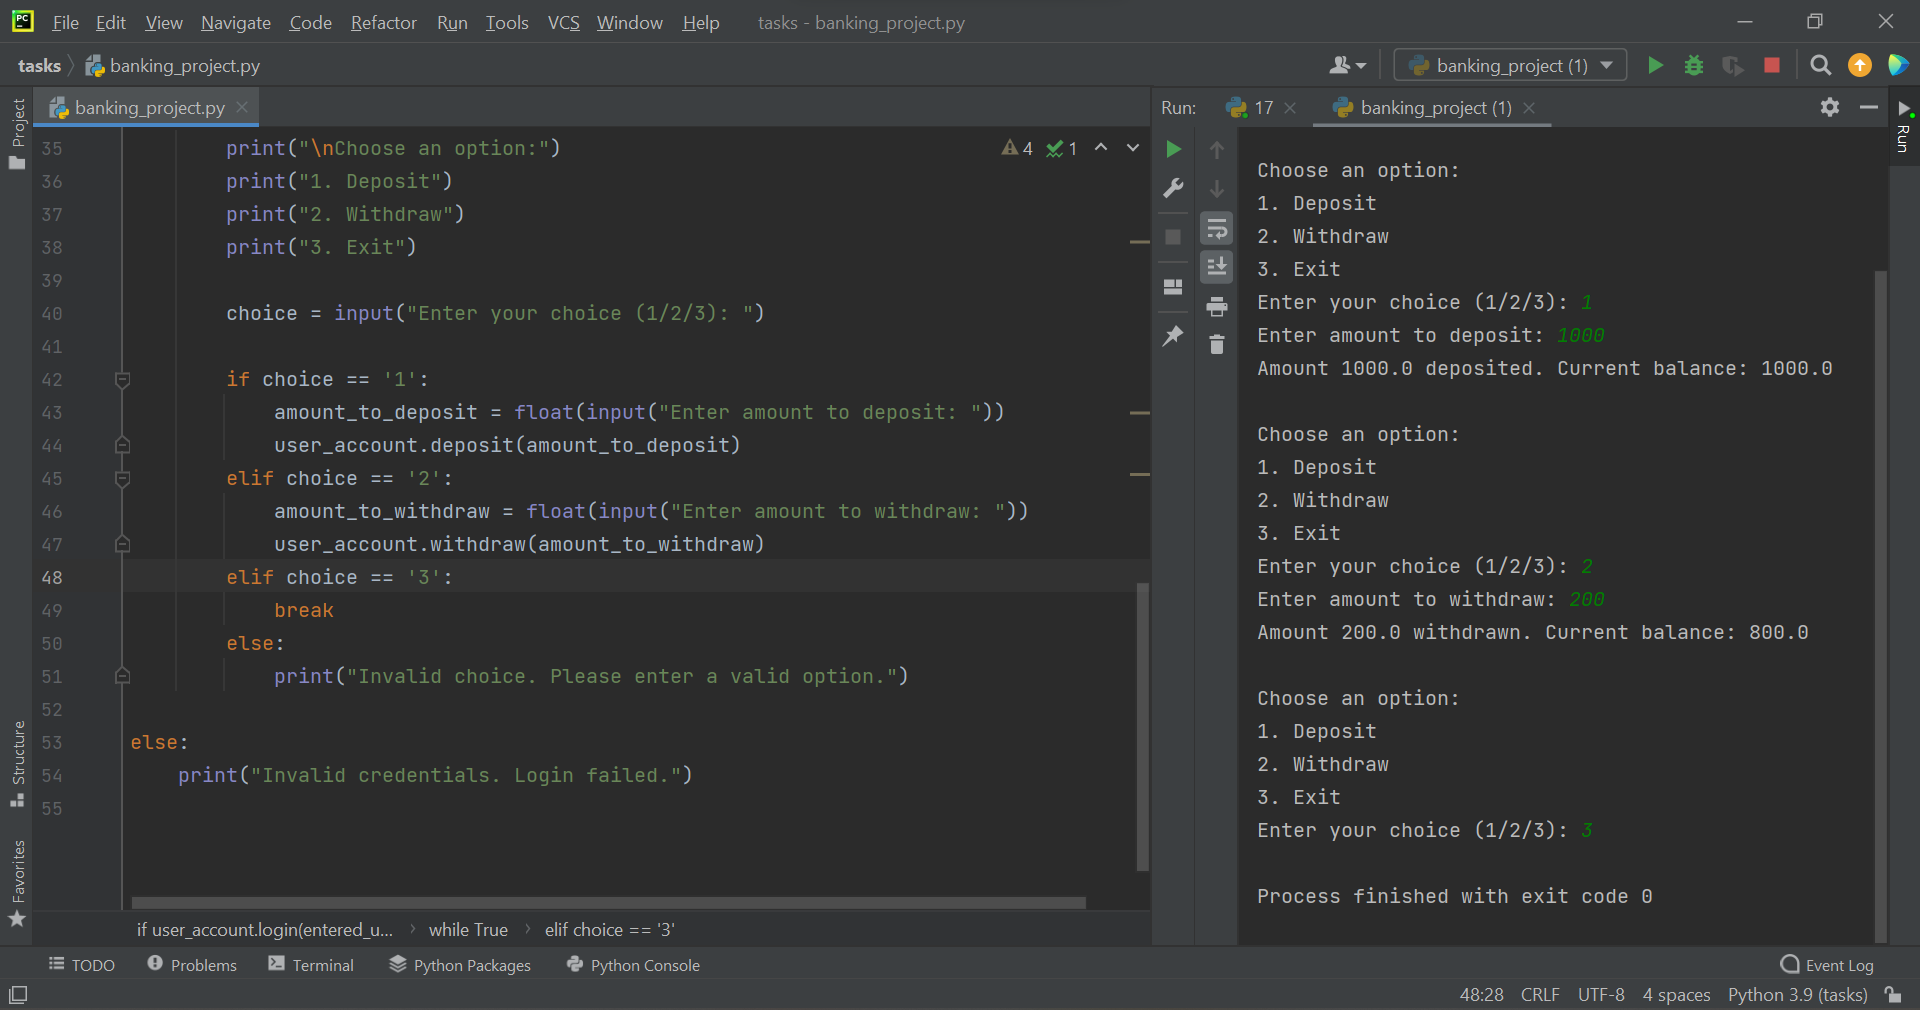 PC File Edit View Navigate Code Refactor Run Tools VCS Window Help tasks - banking_project.py
tasks banking_project.py banking_project (1)
Project
Structure
Favorites
banking_project.py
4 1
35 print("\nChoose an option:")
36 print("1. Deposit")
37 print("2. Withdraw")
38 print("3. Exit")
39
40 choice = input("Enter your choice (1/2/3): ")
41
42 if choice == '1':
43 amount_to_deposit = float(input("Enter amount to deposit: "))
44 user_account.deposit(amount_to_deposit)
45 elif choice == '2':
46 amount_to_withdraw = float(input("Enter amount to withdraw: "))
47 user_account.withdraw(amount_to_withdraw)
48 elif choice == '3':
49 break
50 else:
51 print("Invalid choice. Please enter a valid option.")
52
53 else:
54 print("Invalid credentials. Login failed.")
55
if user_account.login(entered_u... › while True › elif choice == '3'
Run: 17 banking_project (1)
Run
Choose an option:
1. Deposit
2. Withdraw
3. Exit
Enter your choice (1/2/3): 1
Enter amount to deposit: 1000
Amount 1000.0 deposited. Current balance: 1000.0
Choose an option:
1. Deposit
2. Withdraw
3. Exit
Enter your choice (1/2/3): 2
Enter amount to withdraw: 200
Amount 200.0 withdrawn. Current balance: 800.0
Choose an option:
1. Deposit
2. Withdraw
3. Exit
Enter your choice (1/2/3): 3
Process finished with exit code 0
TODO Problems Terminal Python Packages Python Console Event Log
48:28 CRLF UTF-8 4 spaces Python 3.9 (tasks)